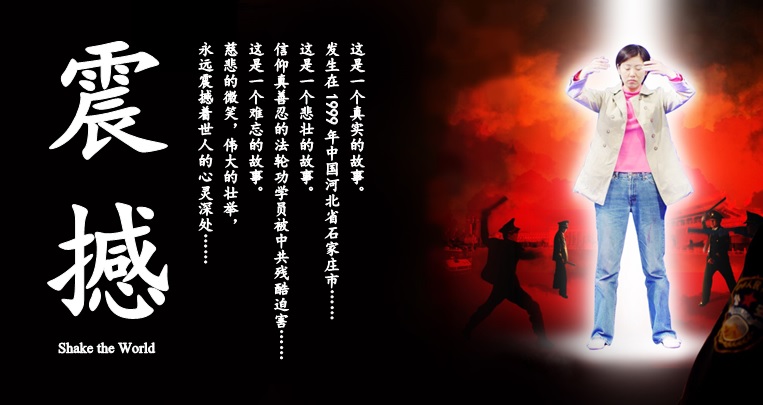 震撼
Shake the World
这是一个真实的故事。
发生在1999年中国河北省石家庄市……
这是一个悲壮的故事。
信仰真善忍的法轮功学员被中共残酷迫害……
这是一个难忘的故事。
慈悲的微笑，伟大的壮举，
永远震撼着世人的心灵深处……